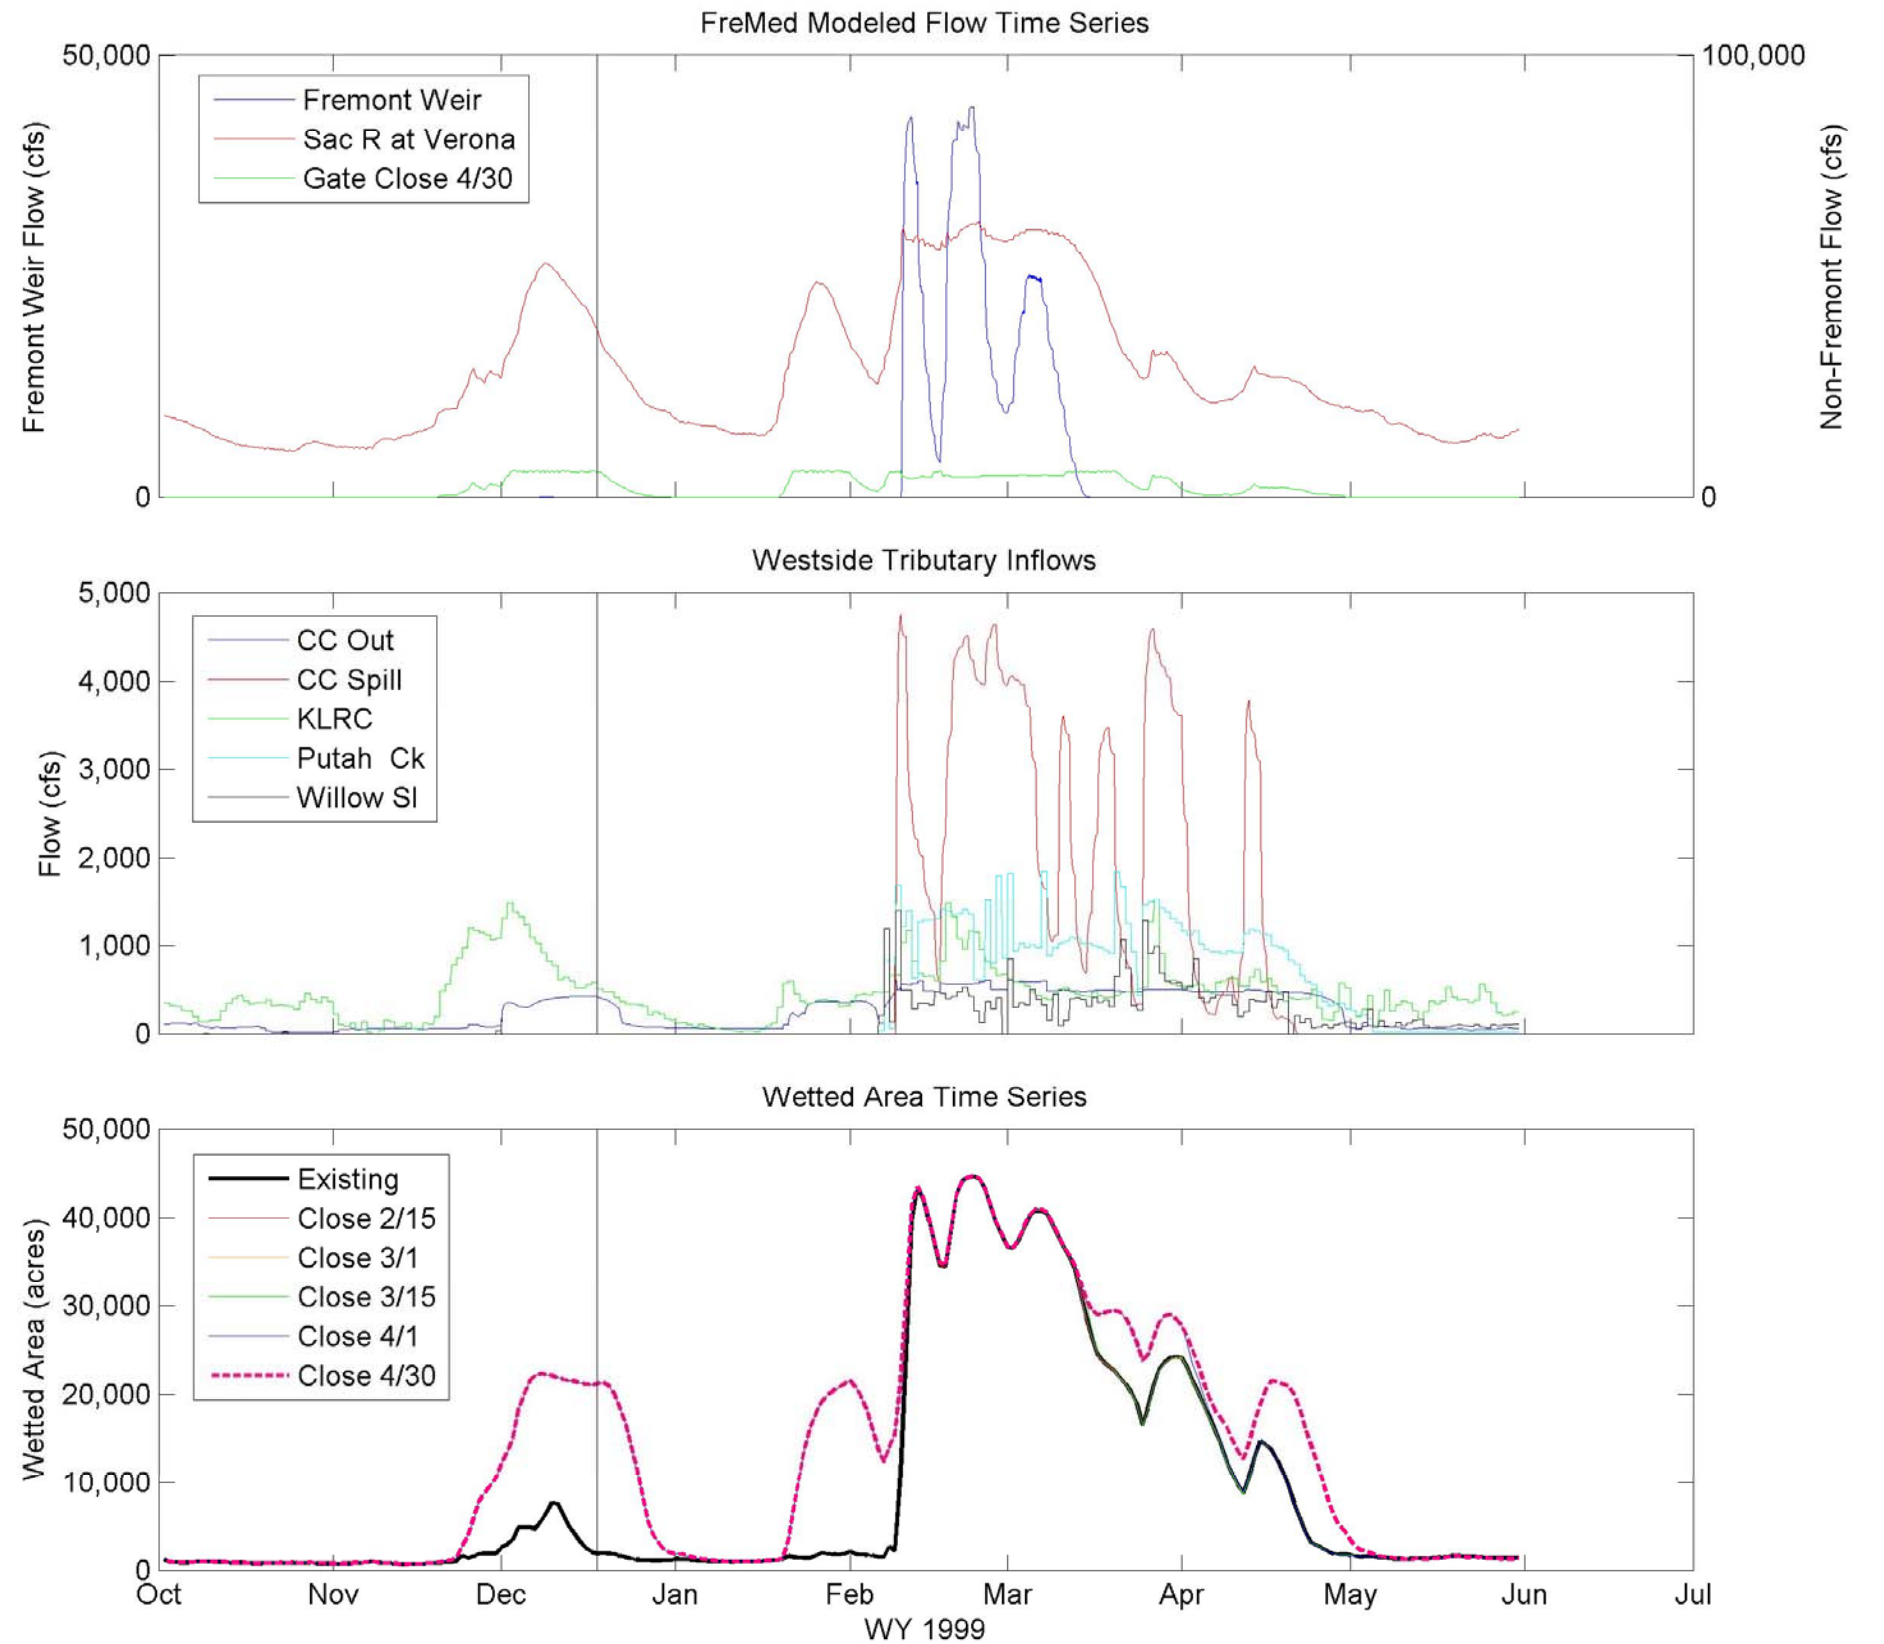 FreMed Modeled Flow Time Series
50,000
100,000
Fremont Weir
Sac R at Verona
Gate Close 4/30
Fremont Weir Flow (cfs)
Non-Fremont Flow (cfs)
0
0
Westside Tributary Inflows
5,000
4,000
3,000
2,000
1,000
0
CC Out
CC Spill
KLRC
Putah Ck
Willow Sl
Flow (cfs)
Wetted Area Time Series
50,000
40,000
30,000
20,000
10,000
0
Existing
Close 2/15
Close 3/1
Close 3/15
Close 4/1
Close 4/30
Wetted Area (acres)
Oct Nov Dec Jan Feb Mar Apr May Jun Jul
WY 1999